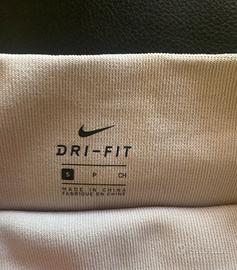 DRI-FIT
S P CH
MADE IN CHINA
FABRIQUÉ EN CHINE